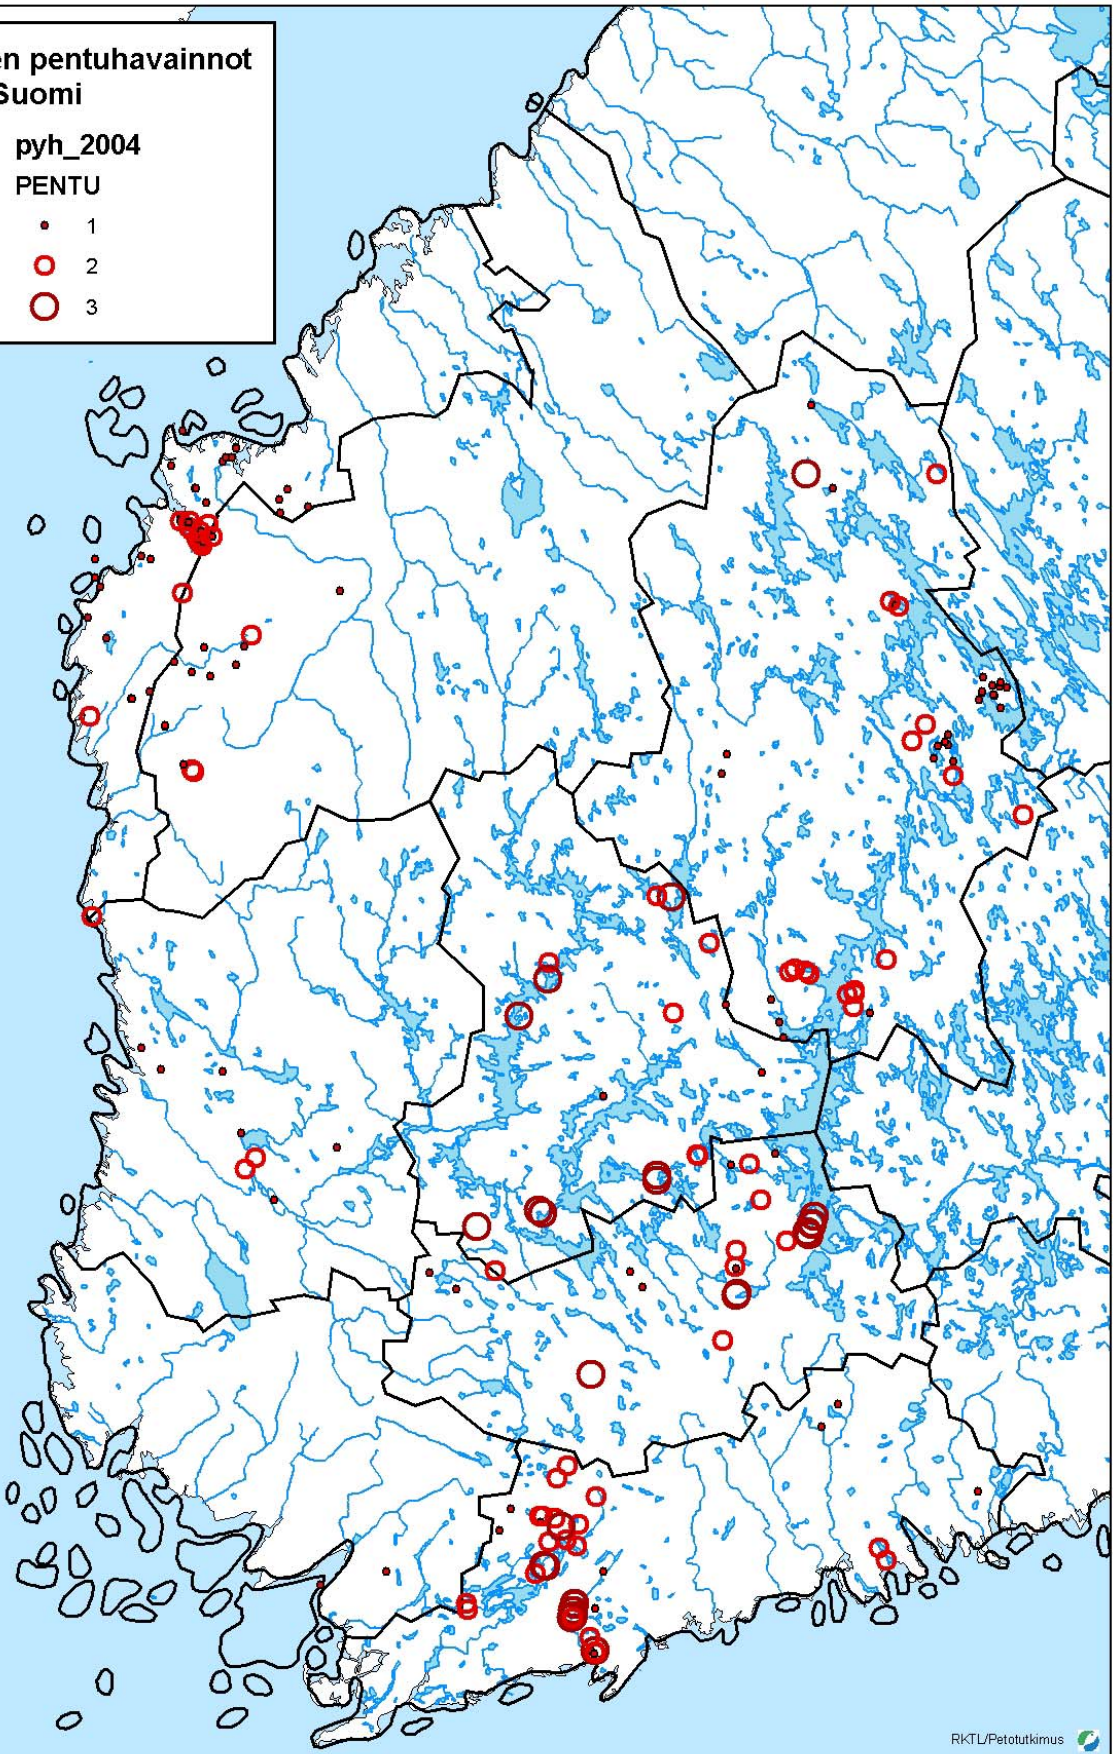 en pentuhavainnot
Suomi
pyh_2004
PENTU
1
2
3
RKTL/Petotutkimus